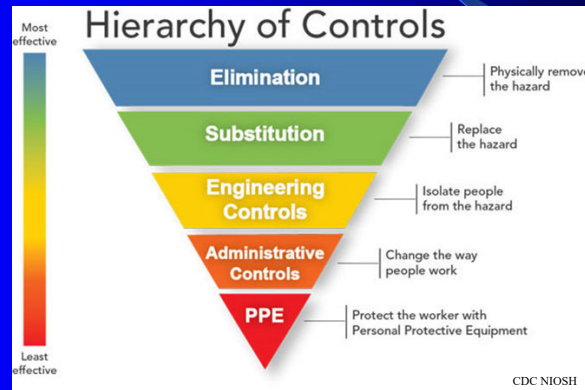 Hierarchy of Controls
Most
effective
Elimination
Physically remove
the hazard
Substitution
Replace
the hazard
Engineering
Controls
Isolate people
from the hazard
Administrative
Controls
Change the way
people work
PPE
Protect the worker with
Personal Protective Equipment
Least
effective
CDC NIOSH